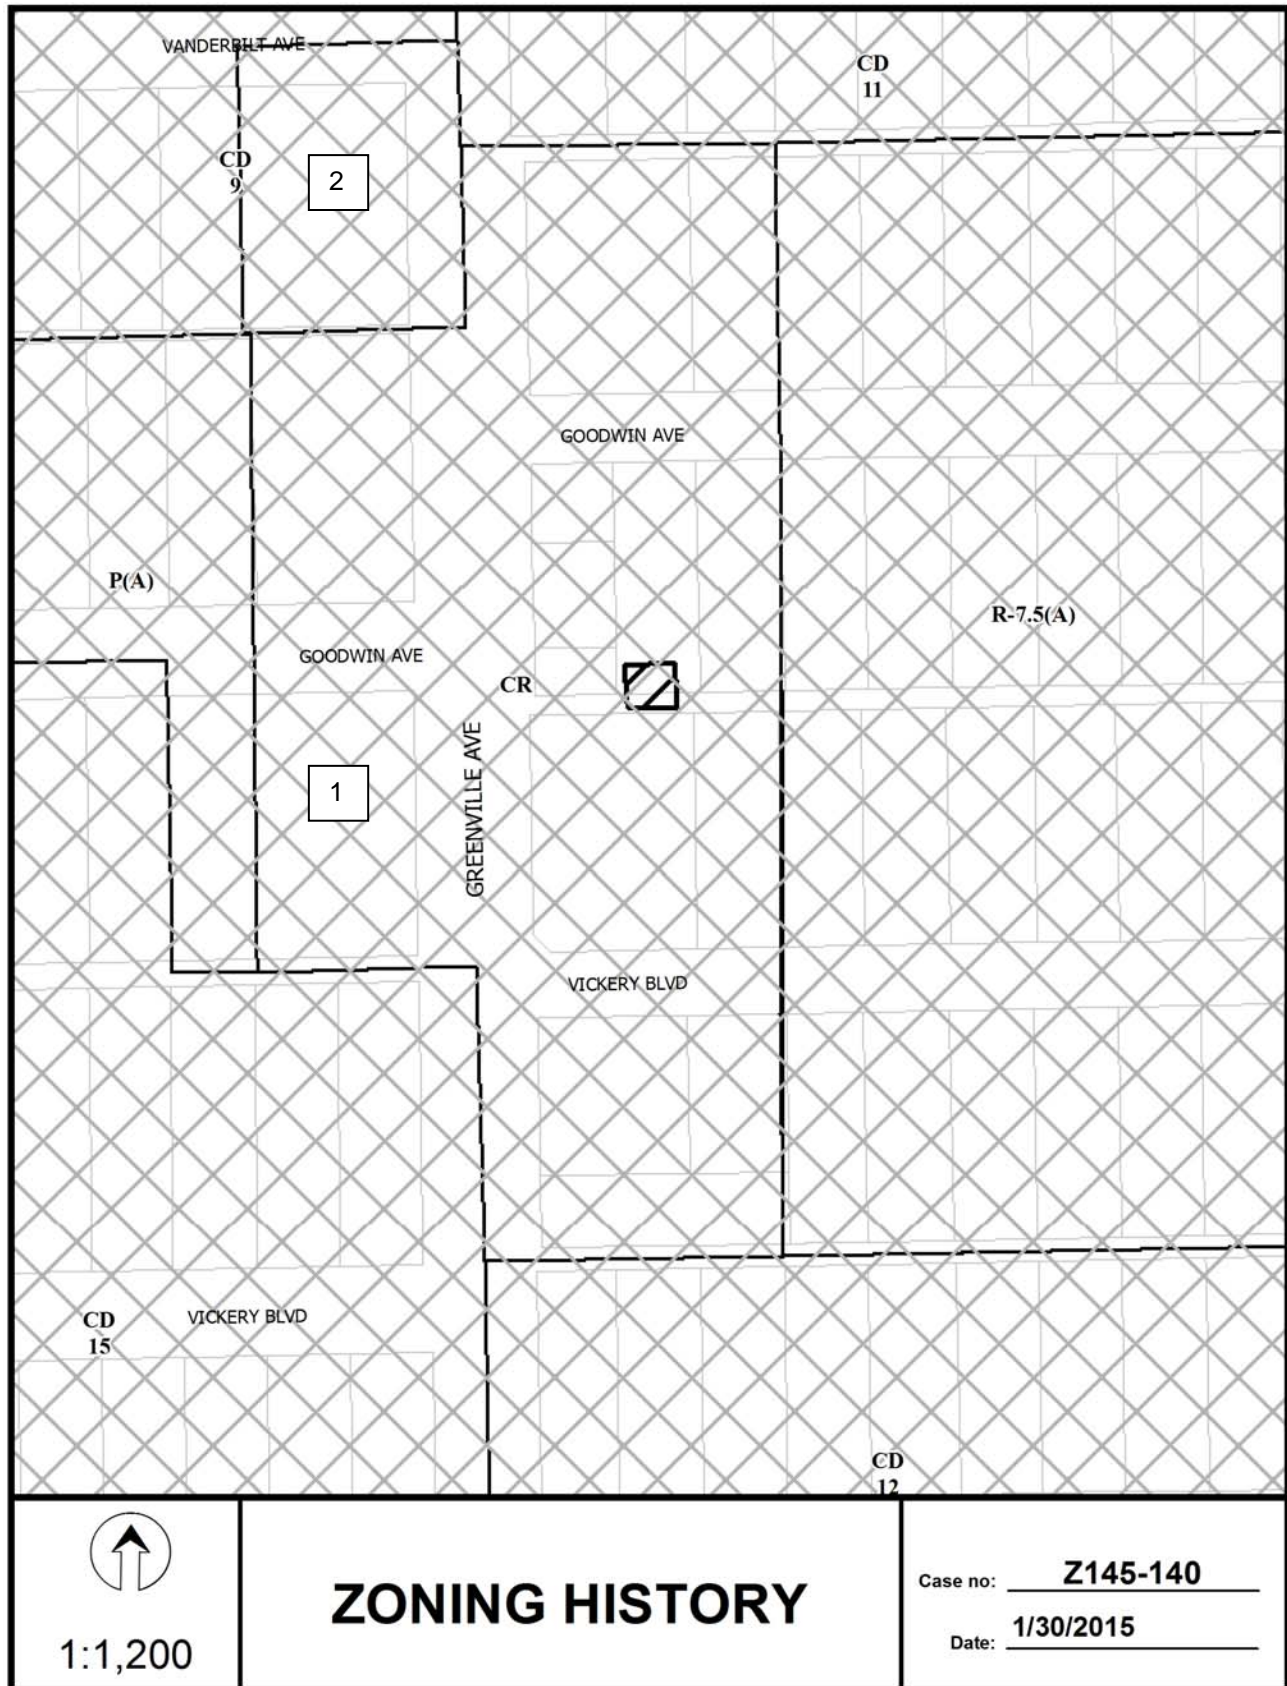 VANDERBILT AVE
CD
11
CD
9
2
GOODWIN AVE
P(A)
R-7.5(A)
GOODWIN AVE
CR
GREENVILLE AVE
1
VICKERY BLVD
CD
15
VICKERY BLVD
CD
12
1:1,200
ZONING HISTORY
Case no: Z145-140
Date: 1/30/2015